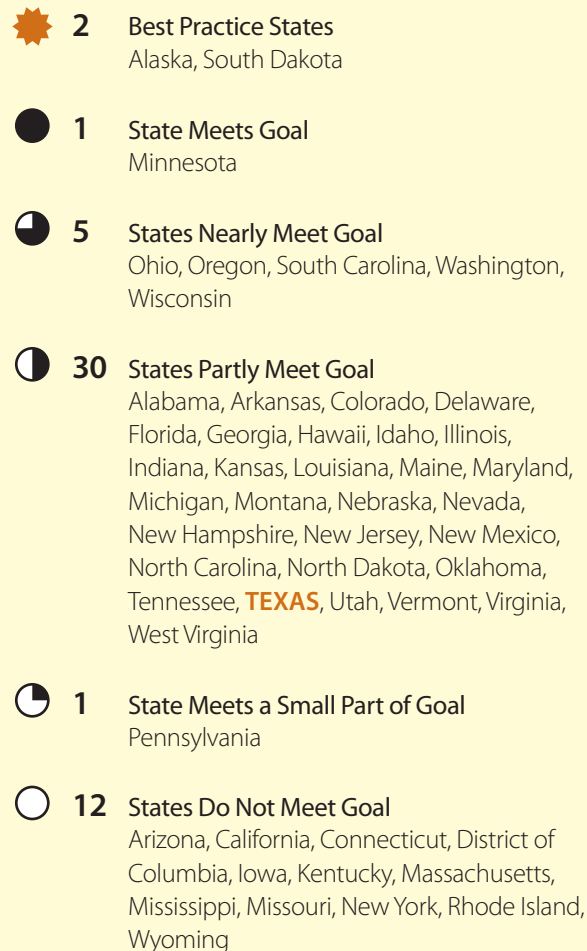 2 Best Practice States
Alaska, South Dakota
1 State Meets Goal
Minnesota
5 States Nearly Meet Goal
Ohio, Oregon, South Carolina, Washington,
Wisconsin
30 States Partly Meet Goal
Alabama, Arkansas, Colorado, Delaware,
Florida, Georgia, Hawaii, Idaho, Illinois,
Indiana, Kansas, Louisiana, Maine, Maryland,
Michigan, Montana, Nebraska, Nevada,
New Hampshire, New Jersey, New Mexico,
North Carolina, North Dakota, Oklahoma,
Tennessee, TEXAS, Utah, Vermont, Virginia,
West Virginia
1 State Meets a Small Part of Goal
Pennsylvania
12 States Do Not Meet Goal
Arizona, California, Connecticut, District of
Columbia, Iowa, Kentucky, Massachusetts,
Mississippi, Missouri, New York, Rhode Island,
Wyoming